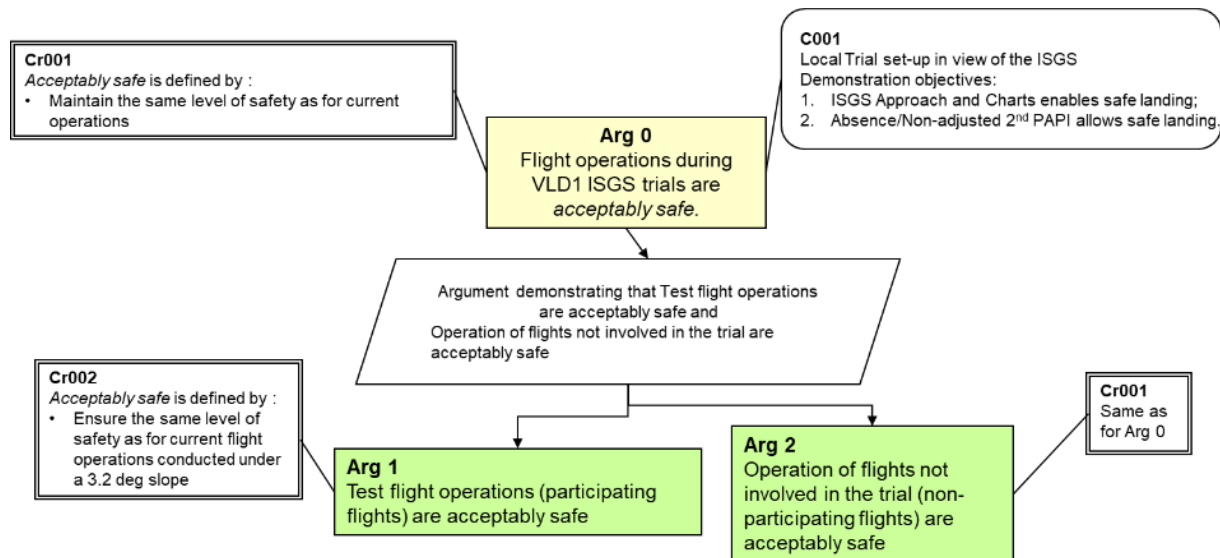 Cr001
Acceptably safe is defined by :
• Maintain the same level of safety as for current
operations
C001
Local Trial set-up in view of the ISGS
Demonstration objectives:
1. ISGS Approach and Charts enables safe landing;
2. Absence/Non-adjusted 2nd PAPI allows safe landing.
Arg 0
Flight operations during
VLD1 ISGS trials are
acceptably safe.
Argument demonstrating that Test flight operations
are acceptably safe and
Operation of flights not involved in the trial are
acceptably safe
Cr002
Acceptably safe is defined by :
• Ensure the same level of
safety as for current flight
operations conducted under
a 3.2 deg slope
Cr001
Same as
for Arg 0
Arg 1
Test flight operations (participating
flights) are acceptably safe
Arg 2
Operation of flights not
involved in the trial (non-
participating flights) are
acceptably safe